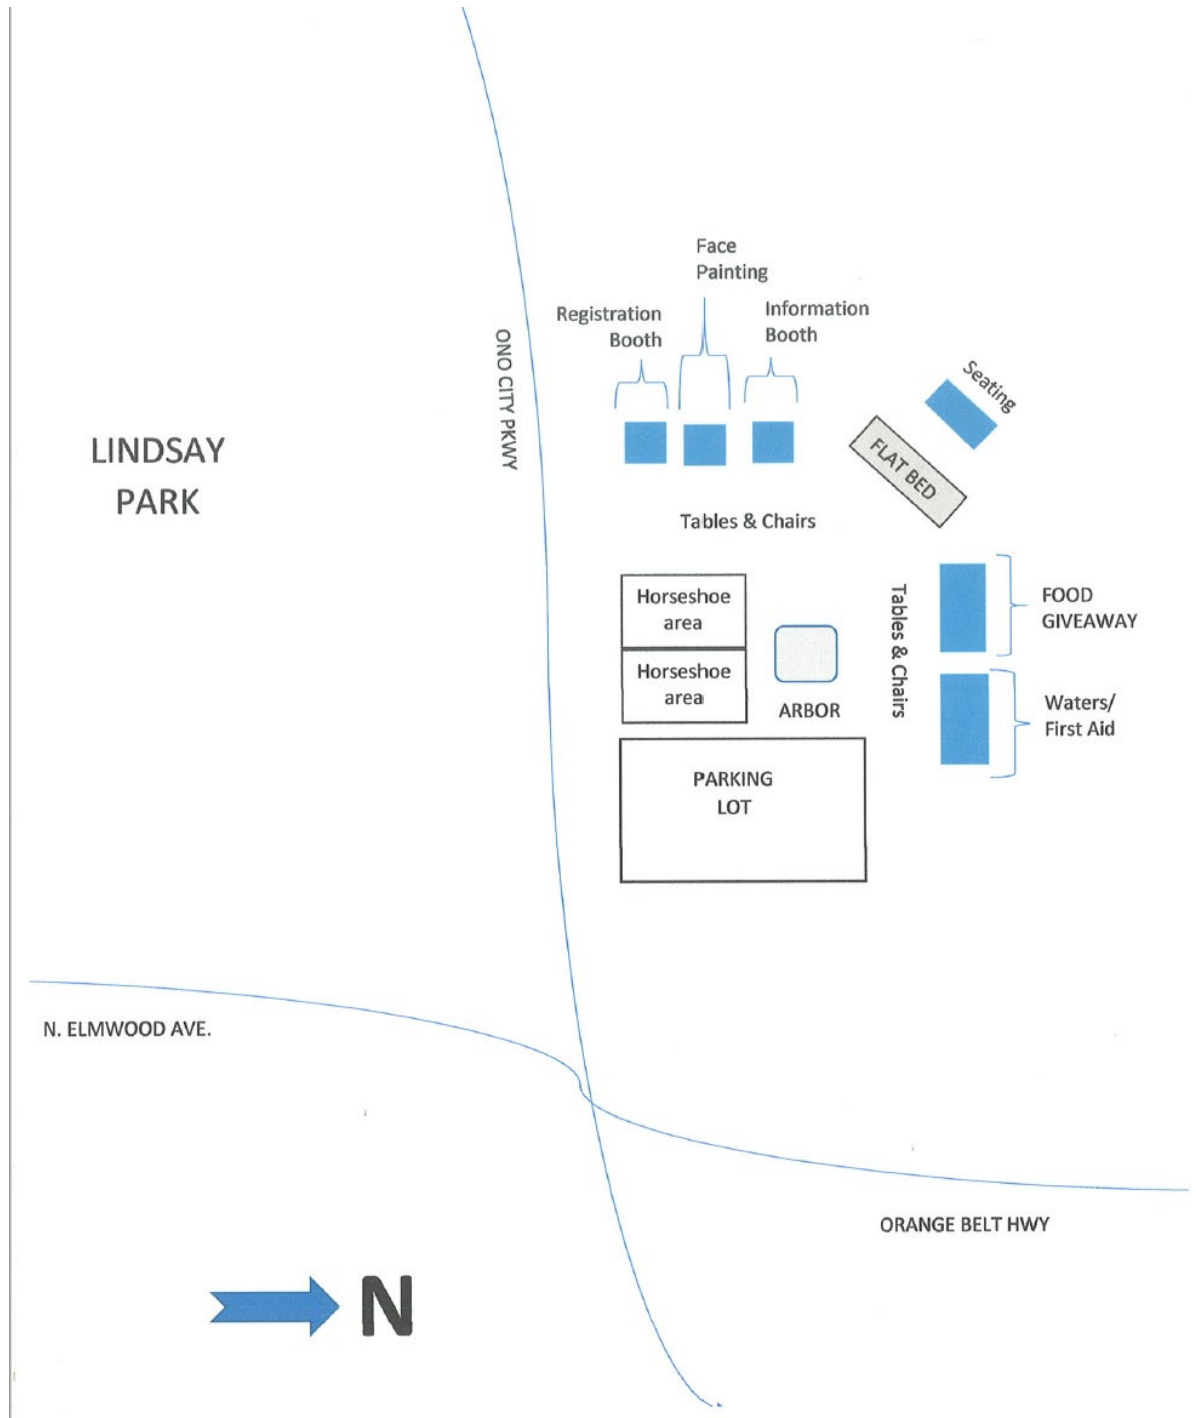 Face
Painting
Registration
Booth
Information
Booth
ONO CITY PKWY
Seating
LINDSAY
PARK
FLAT BED
Tables & Chairs
Horseshoe
area
Tables & Chairs
FOOD
GIVEAWAY
Horseshoe
area
ARBOR
Waters/
First Aid
PARKING
LOT
N. ELMWOOD AVE.
ORANGE BELT HWY
N